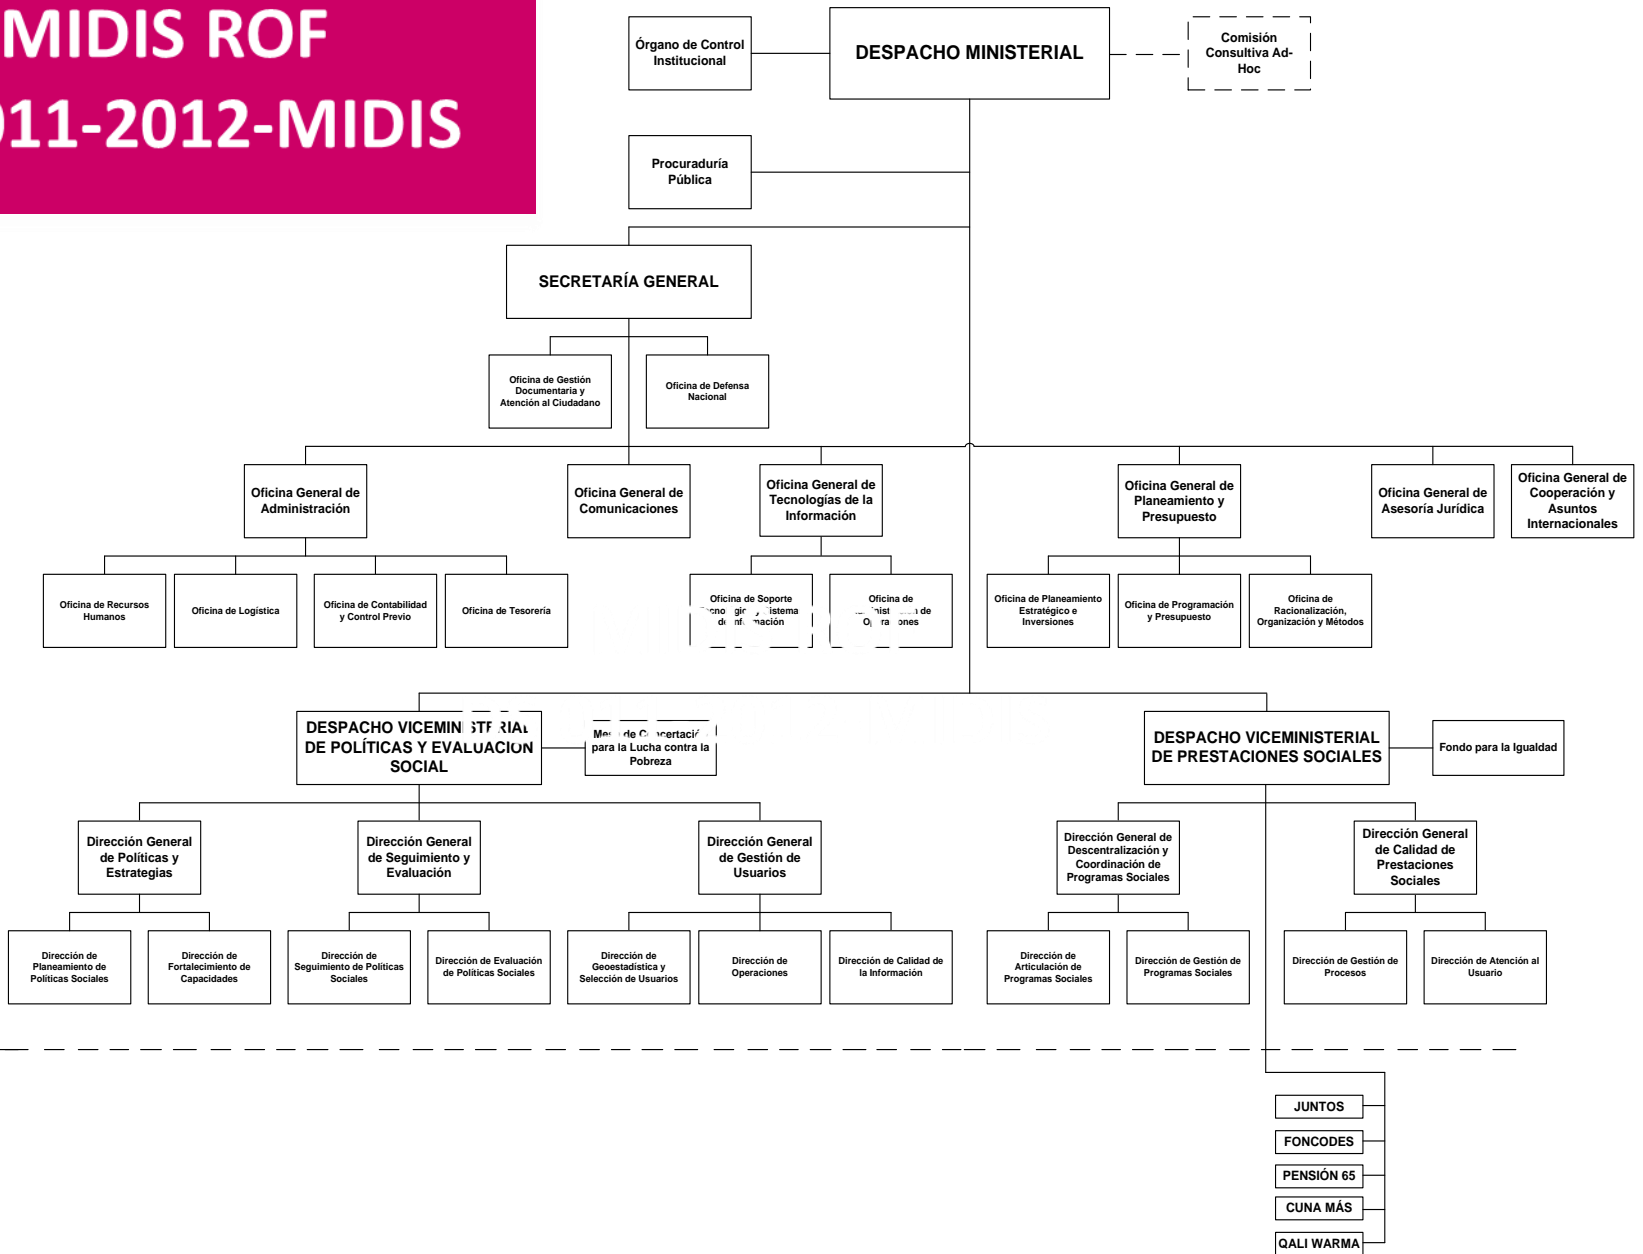 MIDIS ROF
011-2012-MIDIS
Órgano de Control
Institucional
DESPACHO MINISTERIAL
Comisión
Consultiva Ad-
Hoc
Procuraduría
Pública
SECRETARÍA GENERAL
Oficina de Gestión
Documentaria y
Atención al Ciudadano
Oficina de Defensa
Nacional
Oficina General de
Administración
Oficina General de
Comunicaciones
Oficina General de
Tecnologías de la
Información
Oficina General de
Planeamiento y
Presupuesto
Oficina General de
Asesoría Jurídica
Oficina General de
Cooperación y
Asuntos
Internacionales
Oficina de Recursos
Humanos
Oficina de Logística
Oficina de Contabilidad
y Control Previo
Oficina de Tesorería
Oficina de Soporte
Tecnológico y Sistema
de Información
Oficina de
Administración de
Operaciones
Oficina de Planeamiento
Estratégico e
Inversiones
Oficina de Programación
y Presupuesto
Oficina de
Racionalización,
Organización y Métodos
DESPACHO VICEMINISTERIAL
DE POLÍTICAS Y EVALUACIÓN
SOCIAL
Mesa de Concertación
para la Lucha contra la
Pobreza
DESPACHO VICEMINISTERIAL
DE PRESTACIONES SOCIALES
Fondo para la Igualdad
Dirección General
de Políticas y
Estrategias
Dirección General
de Seguimiento y
Evaluación
Dirección General
de Gestión de
Usuarios
Dirección General de
Descentralización y
Coordinación de
Programas Sociales
Dirección General
de Calidad de
Prestaciones
Sociales
Dirección de
Planeamiento de
Políticas Sociales
Dirección de
Fortalecimiento de
Capacidades
Dirección de
Seguimiento de Políticas
Sociales
Dirección de Evaluación
de Políticas Sociales
Dirección de
Geoestadística y
Selección de Usuarios
Dirección de
Operaciones
Dirección de Calidad de
la Información
Dirección de
Articulación de
Programas Sociales
Dirección de Gestión de
Programas Sociales
Dirección de Gestión de
Procesos
Dirección de Atención al
Usuario
JUNTOS
FONCODES
PENSIÓN 65
CUNA MÁS
QALI WARMA